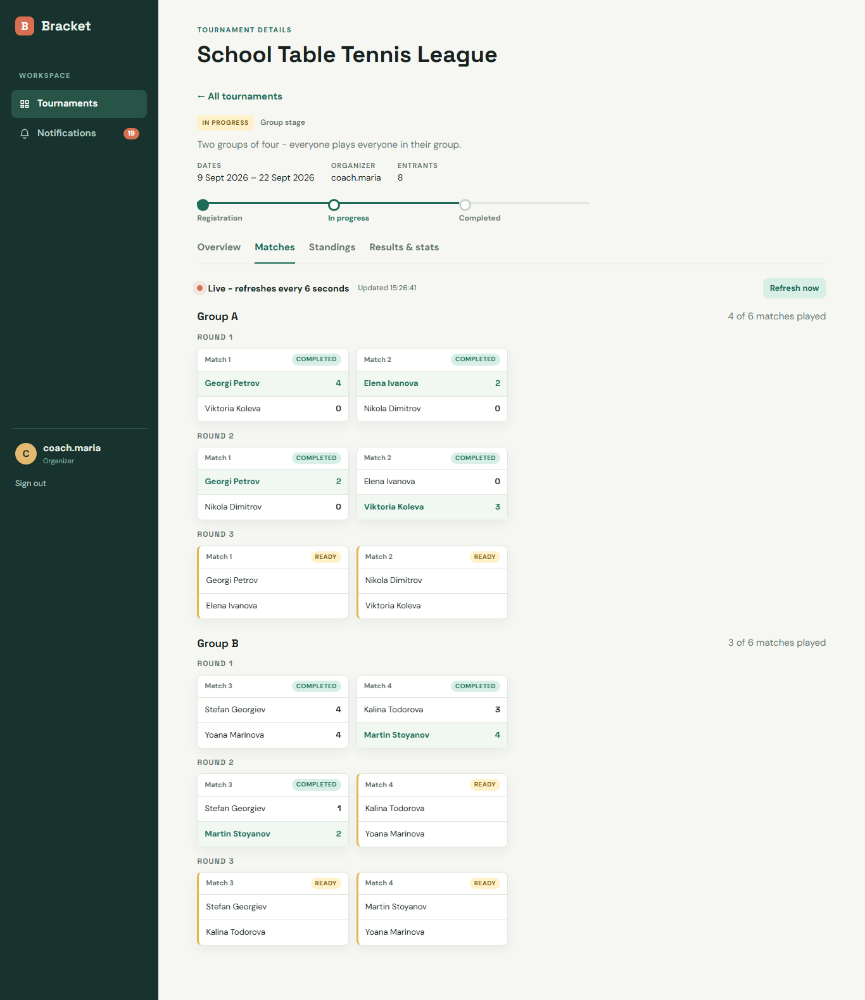 B Bracket
WORKSPACE
Tournaments
Notifications 19
coach.maria
C
Organizer
Sign out
TOURNAMENT DETAILS
School Table Tennis League
← All tournaments
IN PROGRESS Group stage
Two groups of four - everyone plays everyone in their group.
DATES ORGANIZER ENTRANTS
9 Sept 2026 – 22 Sept 2026 coach.maria 8
Registration In progress Completed
Overview Matches Standings Results & stats
Live - refreshes every 6 seconds Updated 15:26:41 Refresh now
Group A 4 of 6 matches played
ROUND 1
Match 1 COMPLETED Match 2 COMPLETED
Georgi Petrov 4 Elena Ivanova 2
Viktoria Koleva 0 Nikola Dimitrov 0
ROUND 2
Match 1 COMPLETED Match 2 COMPLETED
Georgi Petrov 2 Elena Ivanova 0
Nikola Dimitrov 0 Viktoria Koleva 3
ROUND 3
Match 1 READY Match 2 READY
Georgi Petrov Nikola Dimitrov
Elena Ivanova Viktoria Koleva
Group B 3 of 6 matches played
ROUND 1
Match 3 COMPLETED Match 4 COMPLETED
Stefan Georgiev 4 Kalina Todorova 3
Yoana Marinova 4 Martin Stoyanov 4
ROUND 2
Match 3 COMPLETED Match 4 READY
Stefan Georgiev 1 Kalina Todorova
Martin Stoyanov 2 Yoana Marinova
ROUND 3
Match 3 READY Match 4 READY
Stefan Georgiev Martin Stoyanov
Kalina Todorova Yoana Marinova